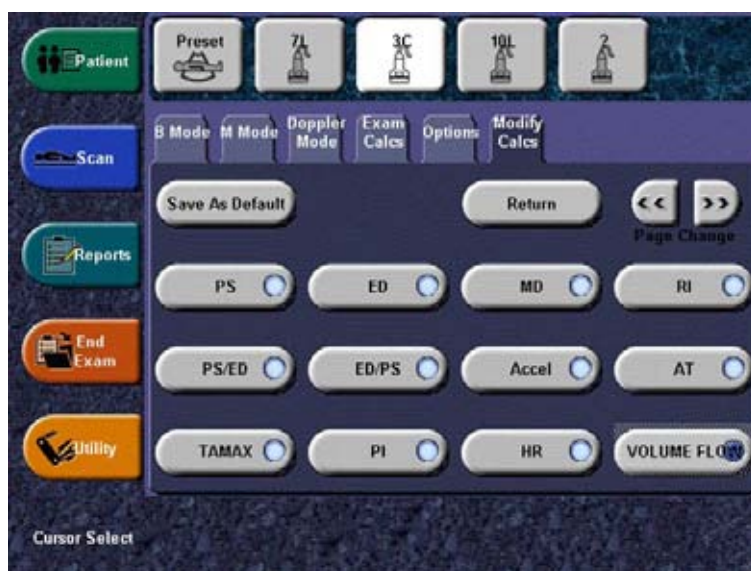 Patient
Preset
7L
3C
10L
2
B Mode
M Mode
Doppler
Mode
Exam
Calcs
Options
Modify
Calcs
Scan
Save As Default
Return
<<
>>
Page Change
Reports
PS
ED
MD
RI
End
Exam
PS/ED
ED/PS
Accel
AT
Utility
TAMAX
PI
HR
VOLUME FLOW
Cursor Select